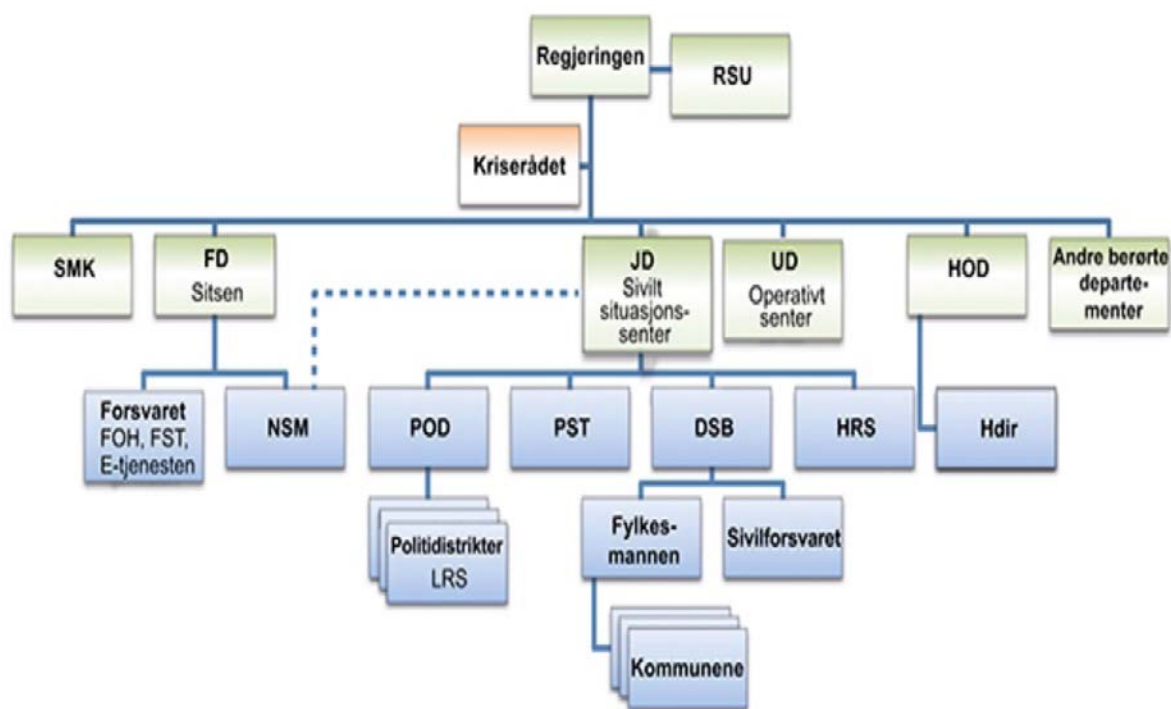 Regjeringen
RSU
Kriserådet
SMK
FD
Sitsen
JD
Sivilt
situasjons-
senter
UD
Operativt
senter
HOD
Andre berørte
departe-
menter
Forsvaret
FOH, FST,
E-tjenesten
NSM
POD
PST
DSB
HRS
Hdir
Politidistrikter
LRS
Fylkes-
mannen
Sivilforsvaret
Kommunene